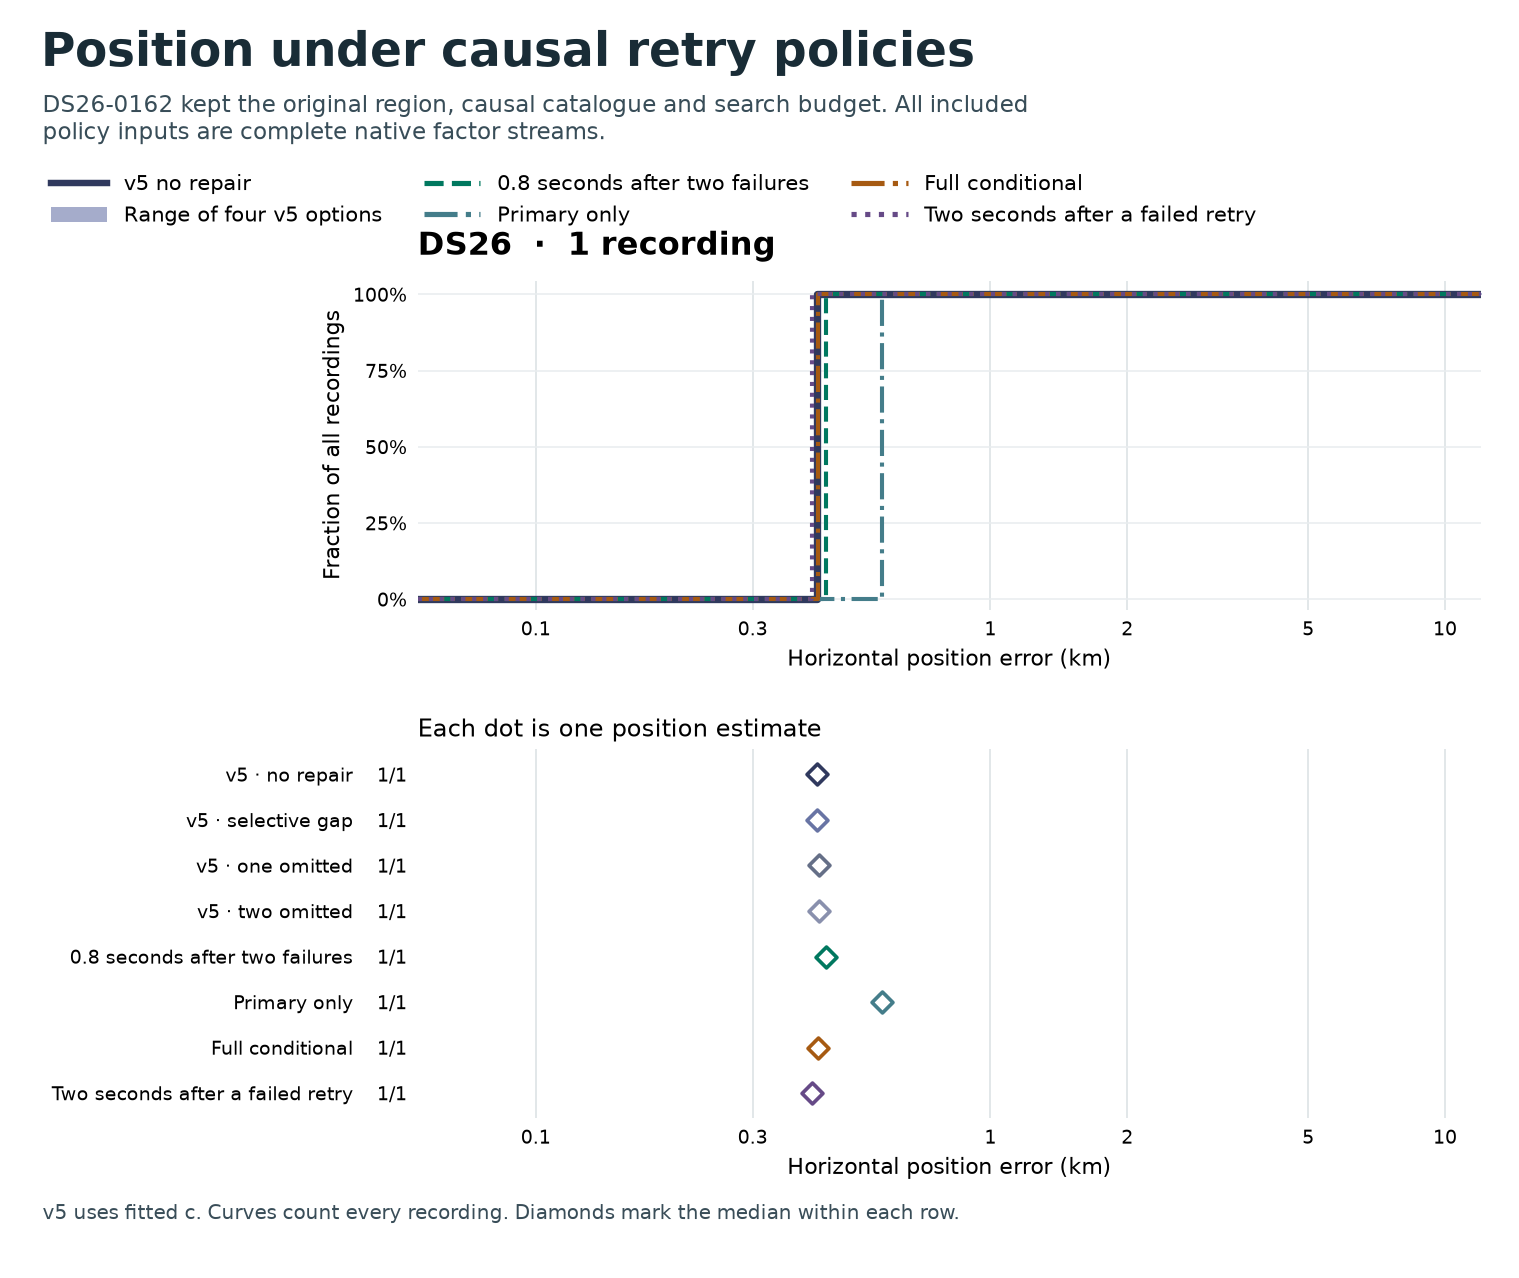 Position under causal retry policies
DS26-0162 kept the original region, causal catalogue and search budget. All included
policy inputs are complete native factor streams.
v5 no repair
Range of four v5 options
0.8 seconds after two failures
Primary only
Full conditional
Two seconds after a failed retry
DS26 · 1 recording
Fraction of all recordings
100%
75%
50%
25%
0%
0.1 0.3 1 2 5 10
Horizontal position error (km)
Each dot is one position estimate
v5 · no repair 1/1
v5 · selective gap 1/1
v5 · one omitted 1/1
v5 · two omitted 1/1
0.8 seconds after two failures 1/1
Primary only 1/1
Full conditional 1/1
Two seconds after a failed retry 1/1
0.1 0.3 1 2 5 10
Horizontal position error (km)
v5 uses fitted c. Curves count every recording. Diamonds mark the median within each row.